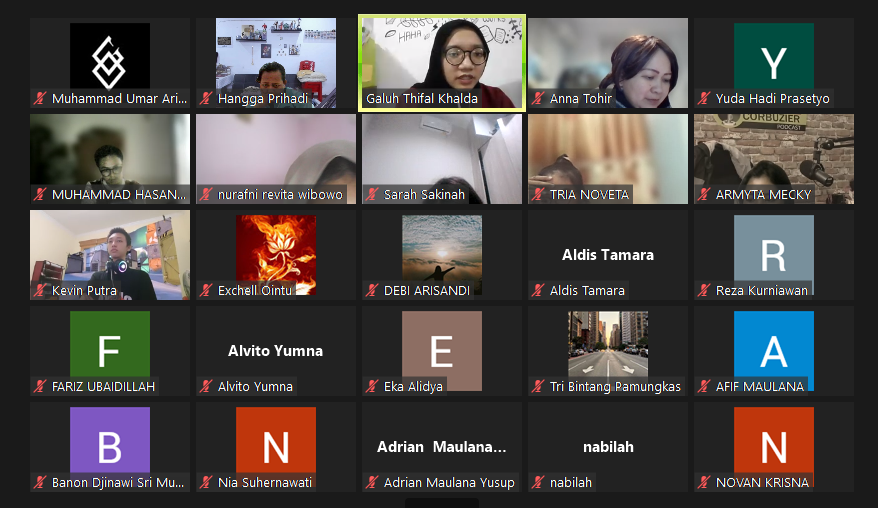 HAHA
CORBUZIER
PODCAST
Y
Muhammad Umar Ari...
Hangga Prihadi
Galuh Thifal Khalda
Anna Tohir
Yuda Hadi Prasetyo
MUHAMMAD HASAN...
nurafni revita wibowo
Sarah Sakinah
TRIA NOVETA
ARMYTA MECKY
Aldis Tamara
R
Kevin Putra
Exchell Ointu
DEBI ARISANDI
Aldis Tamara
Reza Kurniawan
F
Alvito Yumna
E
A
FARIZ UBAIDILLAH
Alvito Yumna
Eka Alidya
Tri Bintang Pamungkas
AFIF MAULANA
B
N
Adrian Maulana...
nabilah
N
Banon Djinawi Sri Mu...
Nia Suhernawati
Adrian Maulana Yusup
nabilah
NOVAN KRISNA